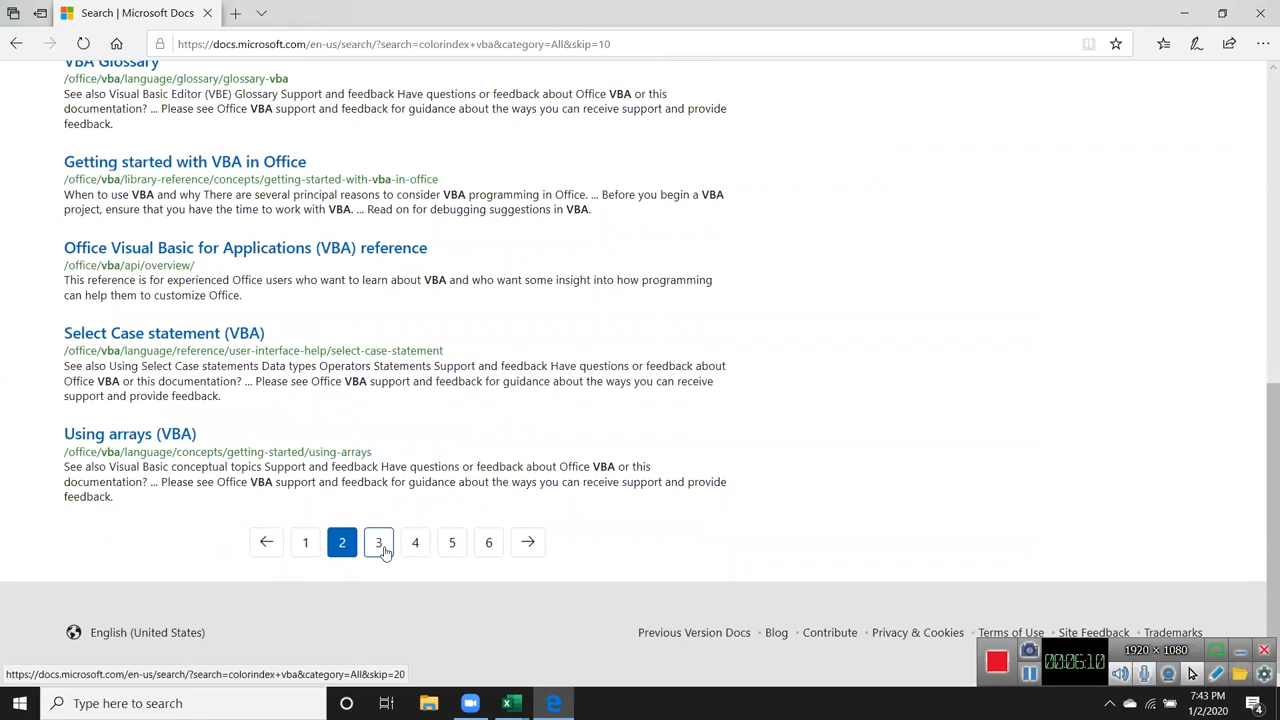 Search | Microsoft Docs
https://docs.microsoft.com/en-us/search/?search=colorindex+vba&category=All&skip=10
VBA Glossary
/office/vba/language/glossary/glossary-vba
See also Visual Basic Editor (VBE) Glossary Support and feedback Have questions or feedback about Office VBA or this
documentation? ... Please see Office VBA support and feedback for guidance about the ways you can receive support and provide
feedback.
Getting started with VBA in Office
/office/vba/library-reference/concepts/getting-started-with-vba-in-office
When to use VBA and why There are several principal reasons to consider VBA programming in Office. ... Before you begin a VBA
project, ensure that you have the time to work with VBA. ... Read on for debugging suggestions in VBA.
Office Visual Basic for Applications (VBA) reference
/office/vba/api/overview/
This reference is for experienced Office users who want to learn about VBA and who want some insight into how programming
can help them to customize Office.
Select Case statement (VBA)
/office/vba/language/reference/user-interface-help/select-case-statement
See also Using Select Case statements Data types Operators Statements Support and feedback Have questions or feedback about
Office VBA or this documentation? ... Please see Office VBA support and feedback for guidance about the ways you can receive
support and provide feedback.
Using arrays (VBA)
/office/vba/language/concepts/getting-started/using-arrays
See also Visual Basic conceptual topics Support and feedback Have questions or feedback about Office VBA or this
documentation? ... Please see Office VBA support and feedback for guidance about the ways you can receive support and provide
feedback.
1 2 3 4 5 6
English (United States)
Previous Version Docs • Blog • Contribute • Privacy & Cookies • Terms of Use • Site Feedback • Trademarks
1920 × 1080
00:06:10
https://docs.microsoft.com/en-us/search/?search=colorindex+vba&category=All&skip=20
Type here to search
7:43 PM
1/2/2020
4